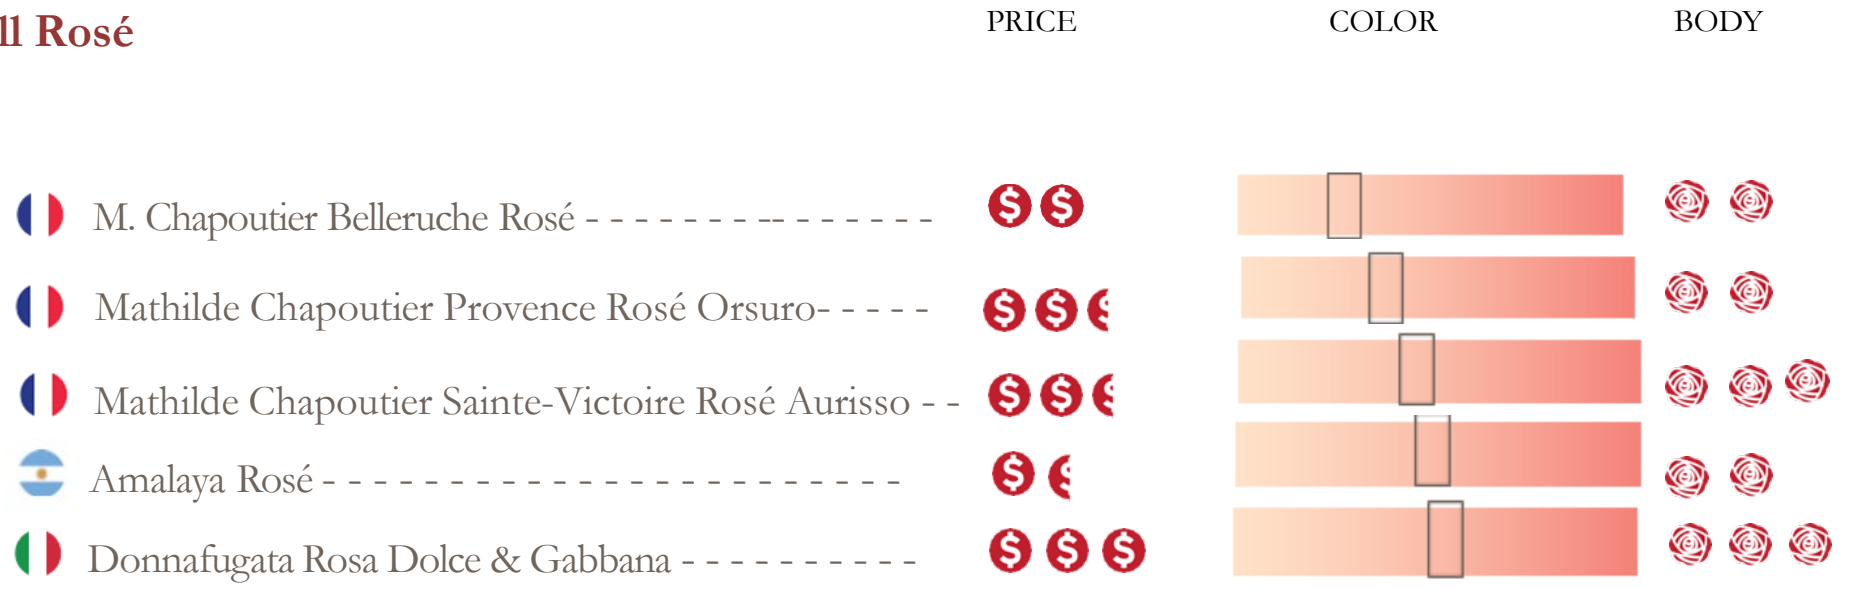 ll Rosé
PRICE COLOR BODY
M. Chapoutier Belleruche Rosé - - - - - - - -- - - - - - -
$ $
Mathilde Chapoutier Provence Rosé Orsuro- - - - -
$ $ $
Mathilde Chapoutier Sainte-Victoire Rosé Aurisso - -
$ $ $
Amalaya Rosé - - - - - - - - - - - - - - - - - - - - - - -
$ $
Donnafugata Rosa Dolce & Gabbana - - - - - - - - - -
$ $ $